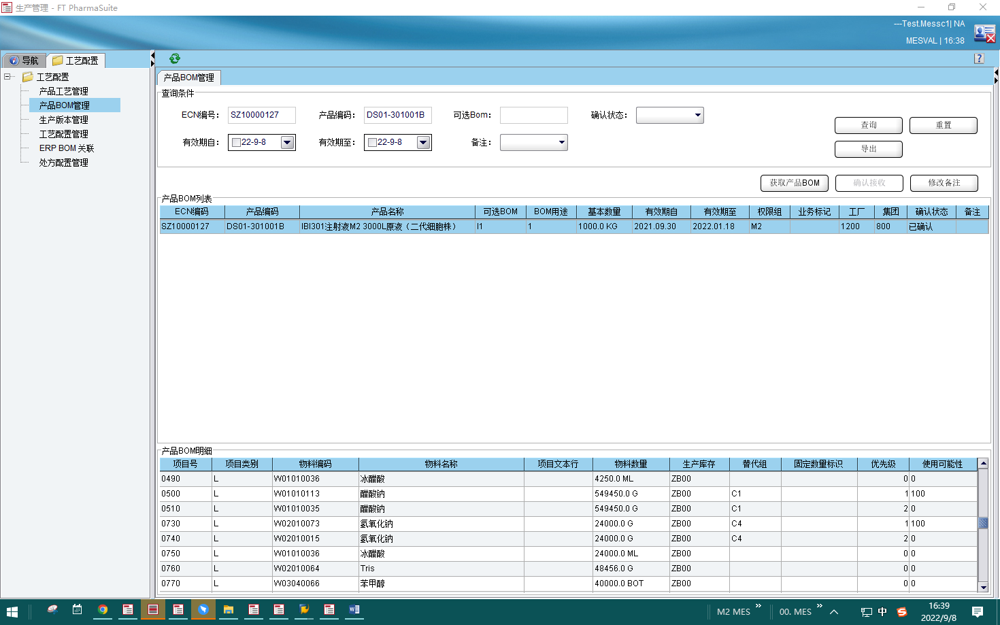 生产管理 - FT PharmaSuite
---Test.Messc1| NA
MESVAL | 16:38
导航 工艺配置
工艺配置
产品工艺管理
产品BOM管理
生产版本管理
工艺配置管理
ERP BOM 关联
处方配置管理
?
产品BOM管理
查询条件
ECN编号： SZ10000127 产品编码： DS01-301001B 可选Bom： 确认状态：
有效期自： 22-9-8 有效期至： 22-9-8 备注：
查询 重置
导出
获取产品BOM 确认接收 修改备注
产品BOM列表
ECN编码 产品编码 产品名称 可选BOM BOM用途 基本数量 有效期自 有效期至 权限组 业务标记 工厂 集团 确认状态 备注
SZ10000127 DS01-301001B IBI301注射液M2 3000L原液（二代细胞株） I1 1 1000.0 KG 2021.09.30 2022.01.18 M2 1200 800 已确认
产品BOM明细
项目号 项目类别 物料编码 物料名称 项目文本行 物料数量 生产库存 替代组 固定数量标识 优先级 使用可能性
0490 L W01010036 冰醋酸 4250.0 ML ZB00 0 0
0500 L W01010113 醋酸钠 549450.0 G ZB00 C1 1 100
0510 L W01010035 醋酸钠 549450.0 G ZB00 C1 2 0
0730 L W02010073 氢氧化钠 24000.0 G ZB00 C4 1 100
0740 L W02010015 氢氧化钠 24000.0 G ZB00 C4 2 0
0750 L W01010036 冰醋酸 24000.0 ML ZB00 0 0
0760 L W02010064 Tris 48456.0 G ZB00 0 0
0770 L W03040066 苯甲醇 40000.0 BOT ZB00 0 0
M2 MES 00. MES 中 16:39
2022/9/8